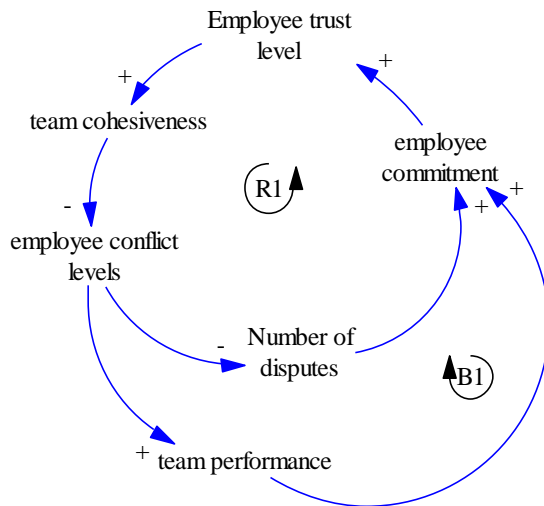 Employee trust
level
+
+
team cohesiveness
employee
commitment
R1
+
+
-
employee conflict
levels
-
Number of
disputes
B1
+
team performance